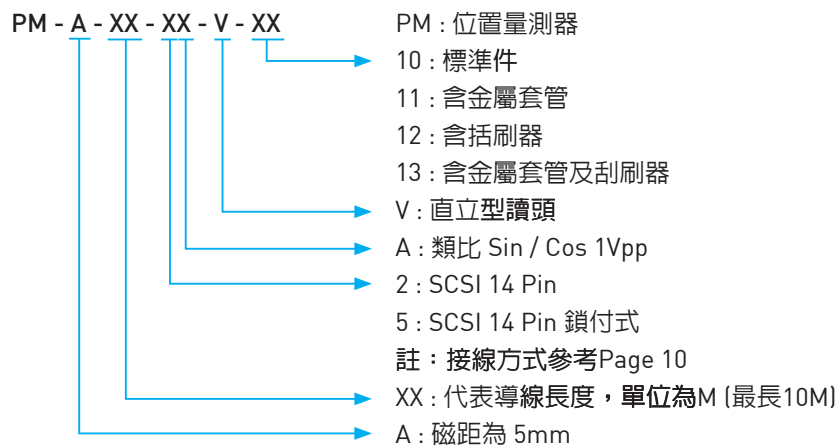 PM - A - XX - XX - V - XX
PM : 位置量測器
10 : 標準件
11 : 含金屬套管
12 : 含括刷器
13 : 含金屬套管及刮刷器
V : 直立型讀頭
A : 類比 Sin / Cos 1Vpp
2 : SCSI 14 Pin
5 : SCSI 14 Pin 鎖付式
註：接線方式參考Page 10
XX : 代表導線長度，單位為M (最長10M)
A : 磁距為 5mm